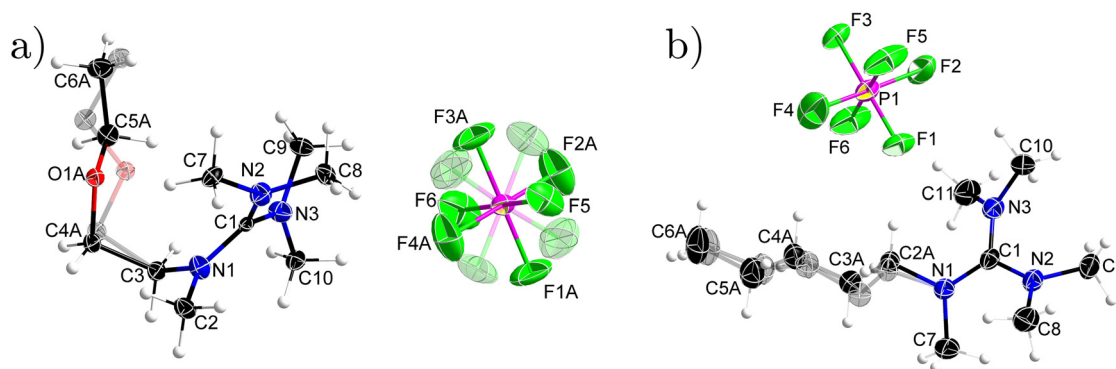 a)
C6A
C5A
O1A
C4A
C3
N1
C2
C7
N2
C1
C9
C8
N3
C10
F3A
F2A
F6
F5
F4A
F1A
b)
F3
F5
F2
F4
P1
F6
F1
C10
C11
N3
C6A
C4A
C5A
C3A
C2A
N1
C1
N2
C
C7
C8